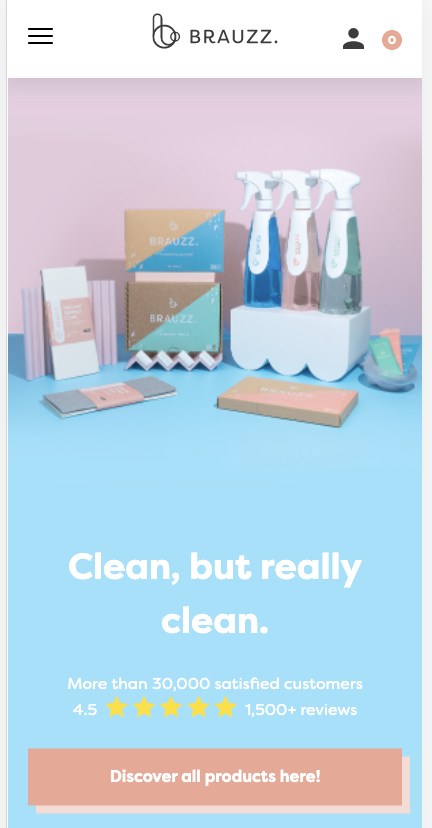 BRAUZZ.
0
BRAUZZ.
BRAUZZ.
BRAUZZ.
Clean, but really
clean.
More than 30,000 satisfied customers
4.5 1,500+ reviews
Discover all products here!